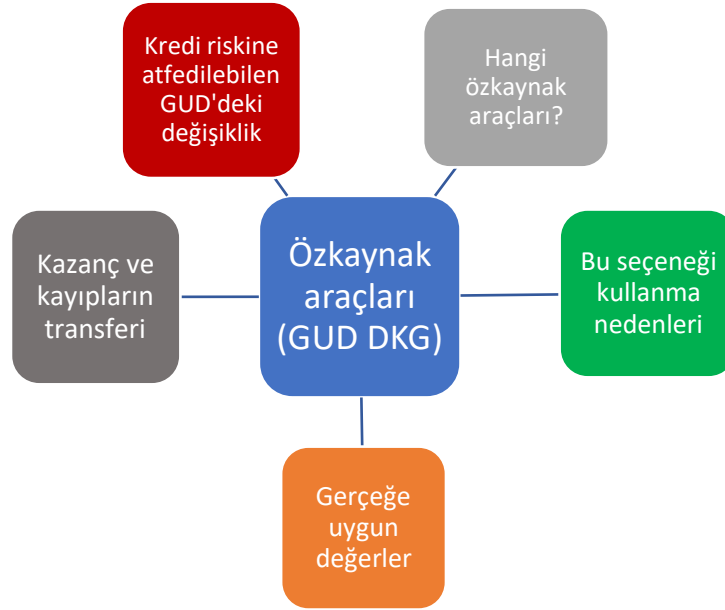 Kredi riskine
atfedilebilen
GUD'deki
değişiklik
Hangi
özkaynak
araçları?
Kazanç ve
kayıpların
transferi
Özkaynak
araçları
(GUD DKG)
Bu seçeneği
kullanma
nedenleri
Gerçeğe
uygun
değerler